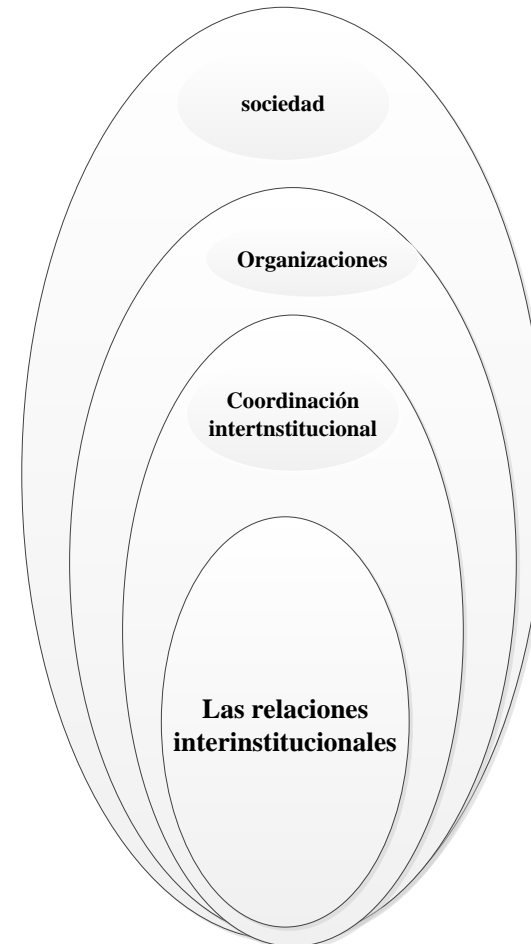 sociedad
Organizaciones
Coordinación
intertnstitucional
Las relaciones
interinstitucionales